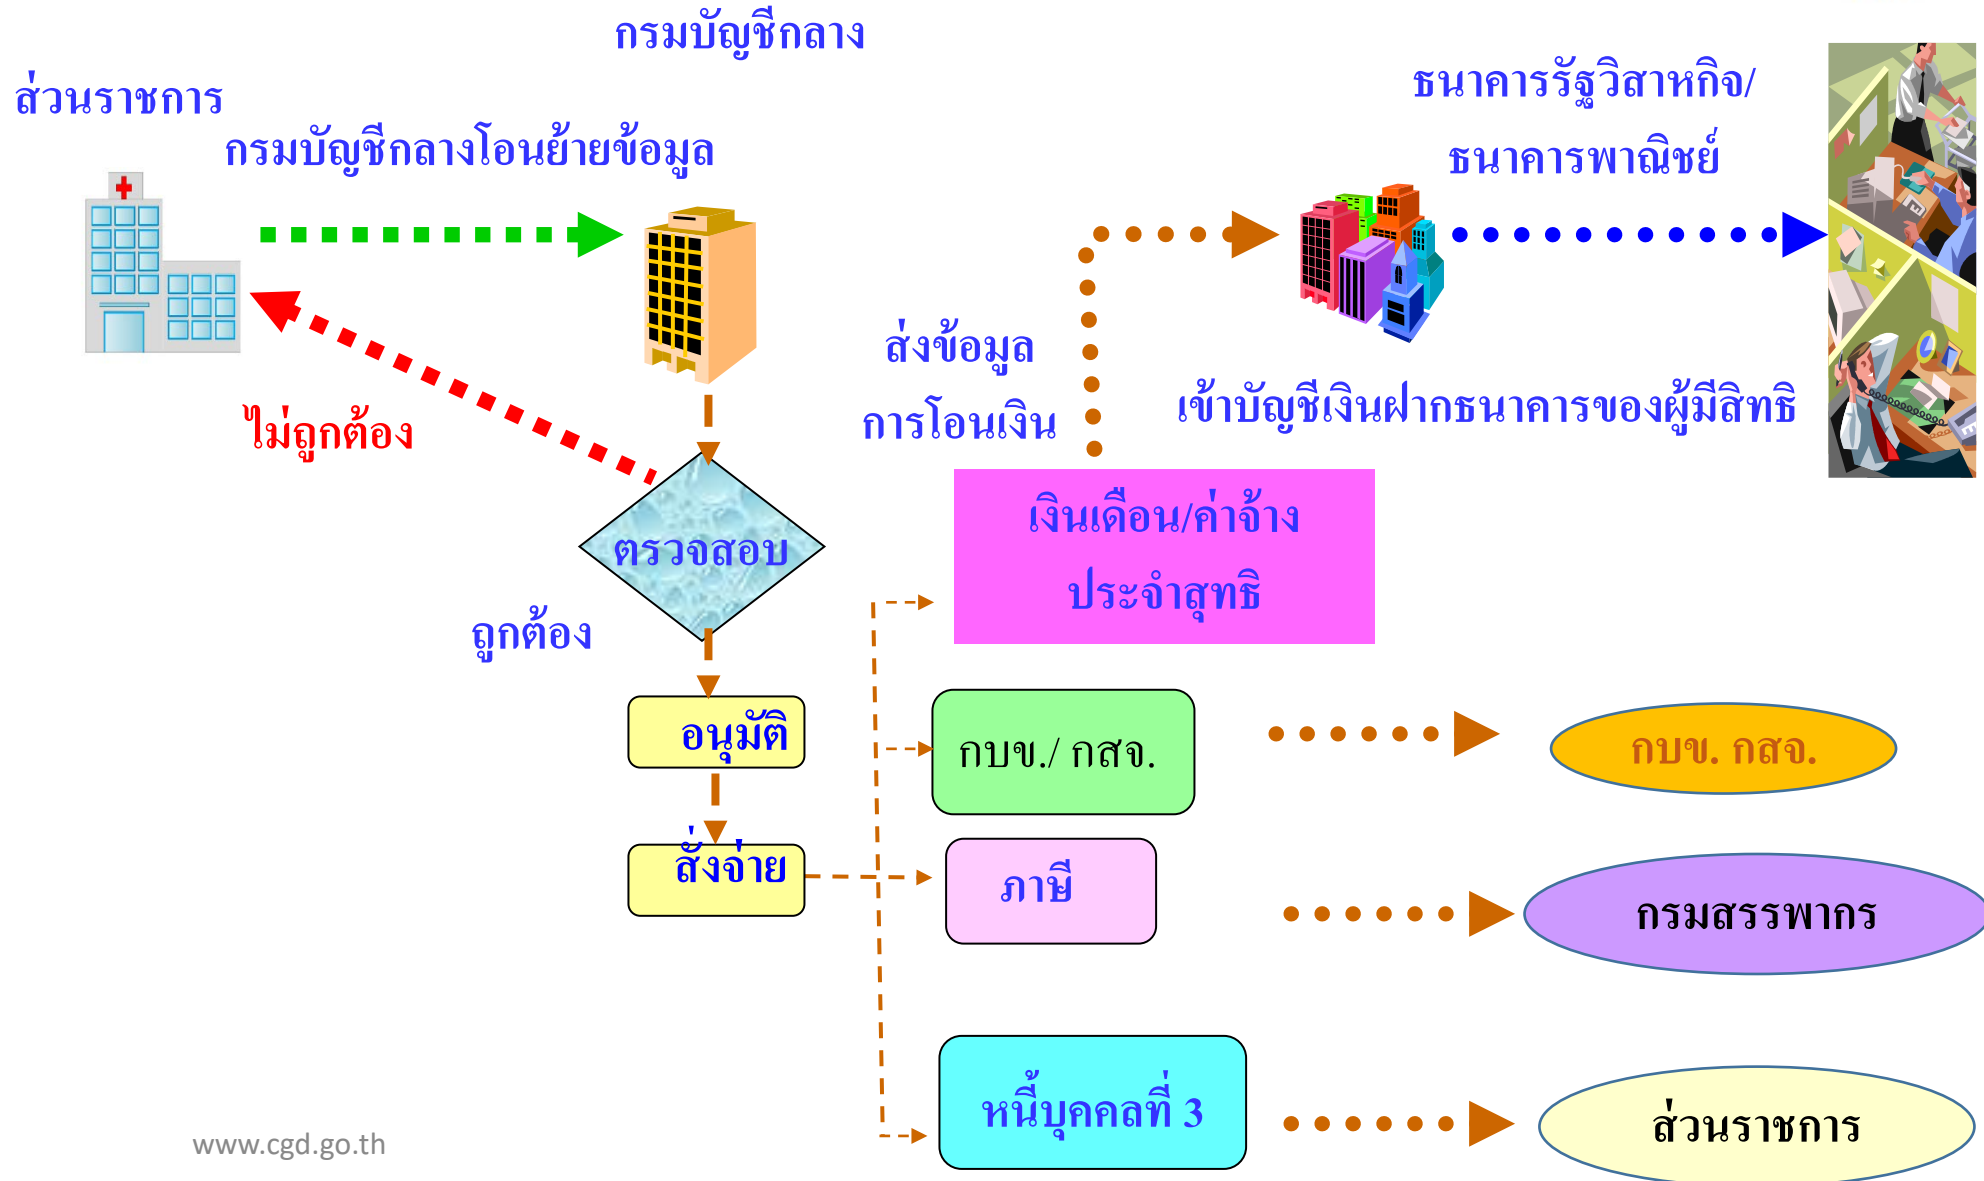 กรมบัญชีกลาง
ส่วนราชการ
กรมบัญชีกลางโอนย้ายข้อมูล
ธนาคารรัฐวิสาหกิจ/
ธนาคารพาณิชย์
ส่งข้อมูล
การโอนเงิน
เข้าบัญชีเงินฝากธนาคารของผู้มีสิทธิ
ไม่ถูกต้อง
ตรวจสอบ
เงินเดือน/ค่าจ้าง
ประจำสุทธิ
ถูกต้อง
อนุมัติ
กบข./ กสจ.
กบข. กสจ.
สั่งจ่าย
ภาษี
กรมสรรพากร
หนี้บุคคลที่ 3
ส่วนราชการ
www.cgd.go.th